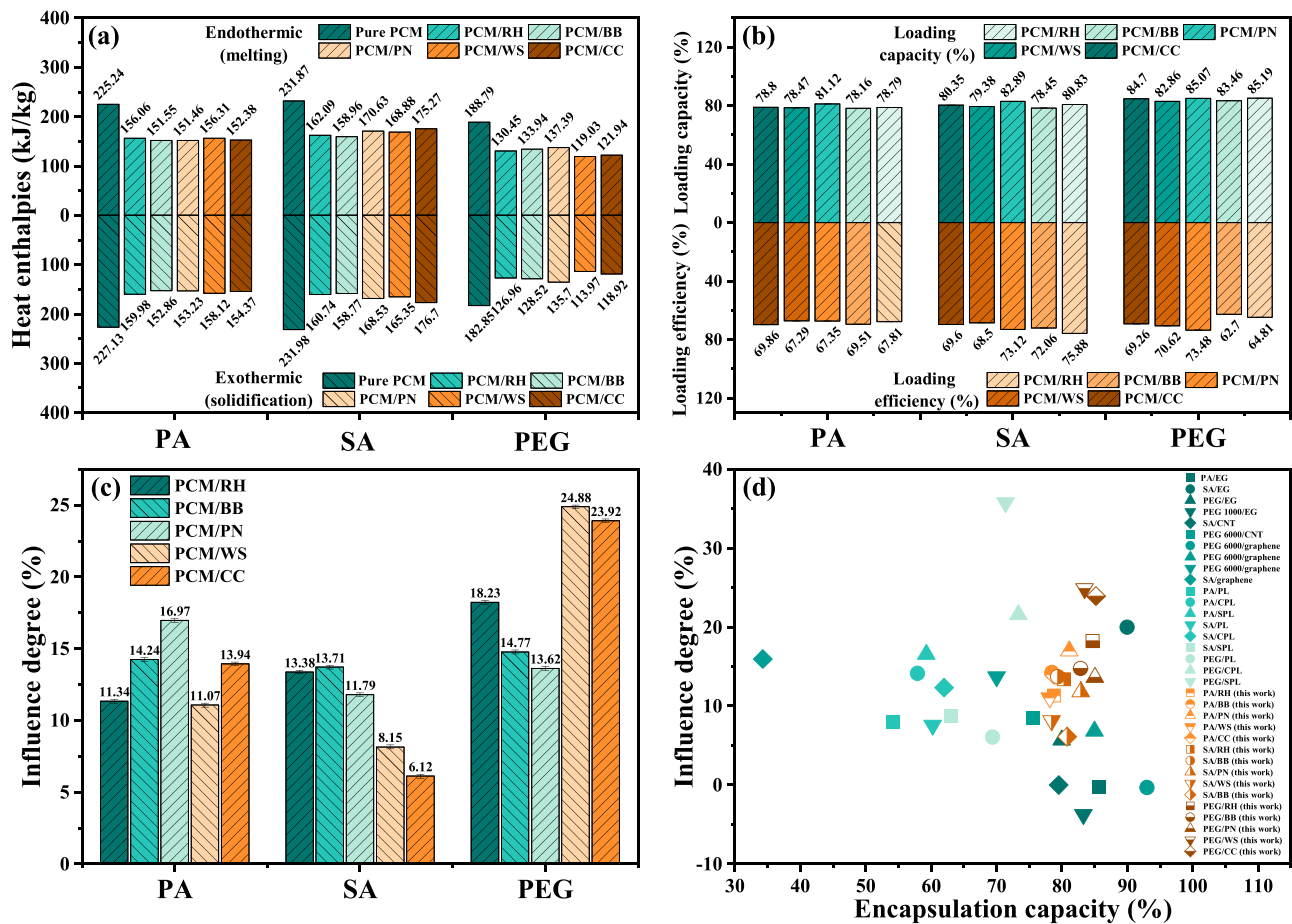 (a)
Endothermic
(melting)
Pure PCM
PCM/RH
PCM/BB
PCM/PN
PCM/WS
PCM/CC
Heat enthalpies (kJ/kg)
400
300
200
100
0
100
200
300
400
225.24
156.06
151.55
151.46
156.31
152.38
231.87
162.09
158.96
170.63
168.88
175.27
188.79
130.45
133.94
137.39
119.03
121.94
227.13
159.98
152.86
153.23
158.12
154.37
231.98
160.74
158.77
168.53
165.35
176.7
182.85
126.96
128.52
135.7
113.97
118.92
Exothermic
(solidification)
Pure PCM
PCM/RH
PCM/BB
PCM/PN
PCM/WS
PCM/CC
PA
SA
PEG
(b)
Loading
capacity (%)
PCM/RH
PCM/BB
PCM/PN
PCM/WS
PCM/CC
Loading efficiency (%) Loading capacity (%)
120
80
40
0
40
80
120
78.8
78.47
81.12
78.16
78.79
80.35
79.38
82.89
78.45
80.83
84.7
82.86
85.07
83.46
85.19
69.86
67.29
67.35
69.51
67.81
69.6
68.5
73.12
72.06
75.88
69.26
70.62
73.48
62.7
64.81
Loading
efficiency (%)
PCM/RH
PCM/BB
PCM/PN
PCM/WS
PCM/CC
PA
SA
PEG
(c)
PCM/RH
PCM/BB
PCM/PN
PCM/WS
PCM/CC
Influence degree (%)
25
20
15
10
5
0
11.34
14.24
16.97
11.07
13.94
13.38
13.71
11.79
8.15
6.12
18.23
14.77
13.62
24.88
23.92
PA
SA
PEG
(d)
Influence degree (%)
40
30
20
10
0
-10
30
40
50
60
70
80
90
100
110
Encapsulation capacity (%)
PA/EG
SA/EG
PEG/EG
PEG 1000/EG
SA/CNT
PEG 6000/CNT
PEG 6000/graphene
PEG 6000/graphene
PEG 6000/graphene
SA/graphene
PA/PL
PA/CPL
PA/SPL
SA/PL
SA/CPL
SA/SPL
PEG/PL
PEG/CPL
PEG/SPL
PA/RH (this work)
PA/BB (this work)
PA/PN (this work)
PA/WS (this work)
PA/CC (this work)
SA/RH (this work)
SA/BB (this work)
SA/PN (this work)
SA/WS (this work)
SA/BB (this work)
PEG/RH (this work)
PEG/BB (this work)
PEG/PN (this work)
PEG/WS (this work)
PEG/CC (this work)